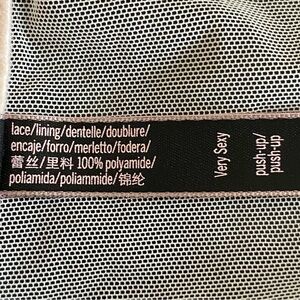 lace/lining/dentelle/doublure/
encaje/forro/merletto/fodera/
蕾丝/里料 100% polyamide/
poliamida/poliammide/锦纶
Very Sexy
push-up/
push-up